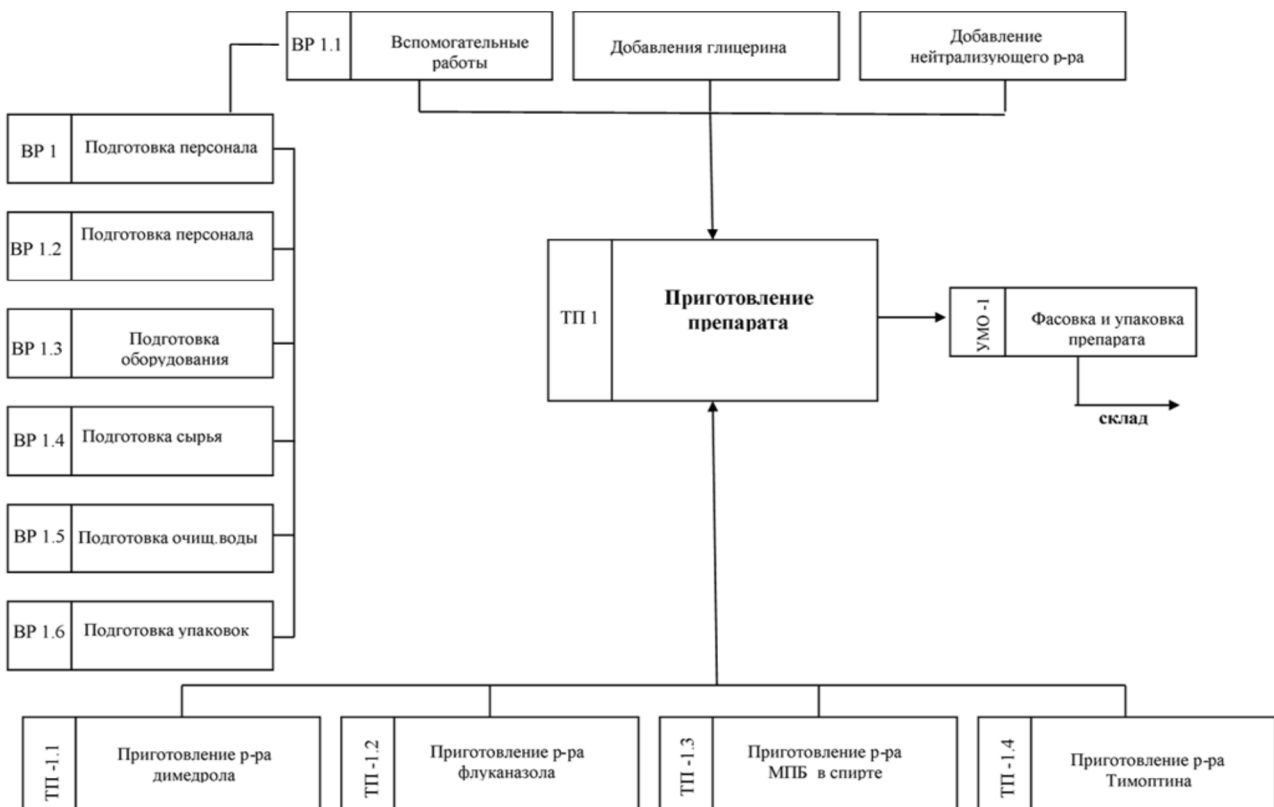 ВР 1.1
Вспомогательные
работы
Добавления глицерина
Добавление
нейтрализующего р-ра
ВР 1
Подготовка персонала
ВР 1.2
Подготовка персонала
ВР 1.3
Подготовка
оборудования
ВР 1.4
Подготовка сырья
ВР 1.5
Подготовка очищ.воды
ВР 1.6
Подготовка упаковок
ТП 1
Приготовление
препарата
УМО -1
Фасовка и упаковка
препарата
склад
ТП -1.1
Приготовление р-ра
димедрола
ТП -1.2
Приготовление р-ра
флуканазола
ТП -1.3
Приготовление р-ра
МПБ в спирте
ТП -1.4
Приготовление р-ра
Тимоптина